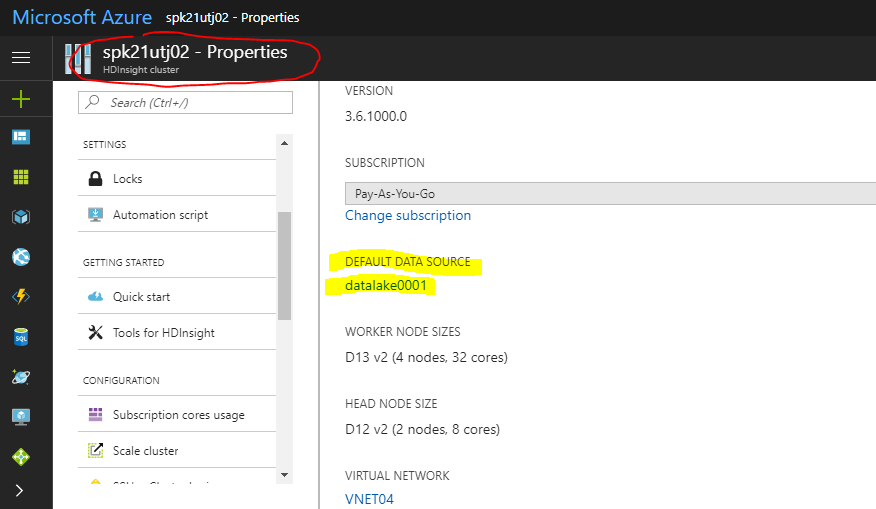 Microsoft Azure spk21utj02 - Properties
spk21utj02 - Properties
HDInsight cluster
Search (Ctrl+/)
SETTINGS
Locks
Automation script
GETTING STARTED
Quick start
Tools for HDInsight
CONFIGURATION
Subscription cores usage
Scale cluster
VERSION
3.6.1000.0
SUBSCRIPTION
Pay-As-You-Go
Change subscription
DEFAULT DATA SOURCE
datalake0001
WORKER NODE SIZES
D13 v2 (4 nodes, 32 cores)
HEAD NODE SIZE
D12 v2 (2 nodes, 8 cores)
VIRTUAL NETWORK
VNET04
SQL